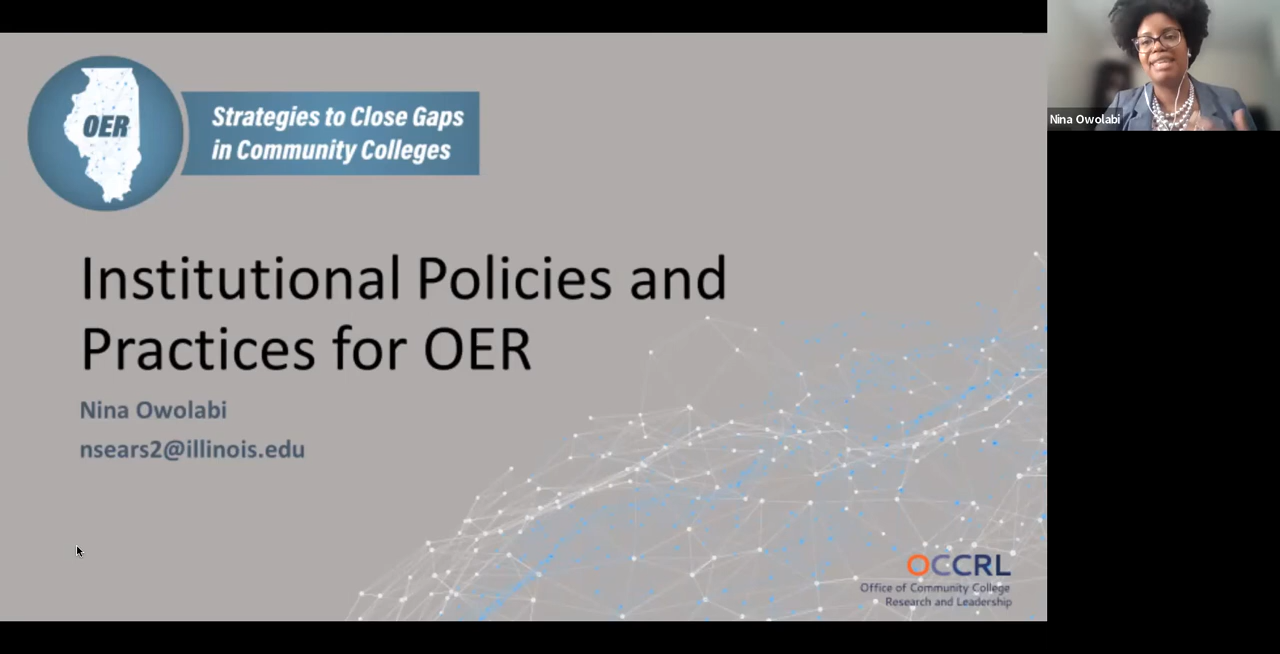 OER
Strategies to Close Gaps
in Community Colleges
Institutional Policies and
Practices for OER
Nina Owolabi
nsears2@illinois.edu
OCCRL
Office of Community College
Research and Leadership
Nina Owolabi